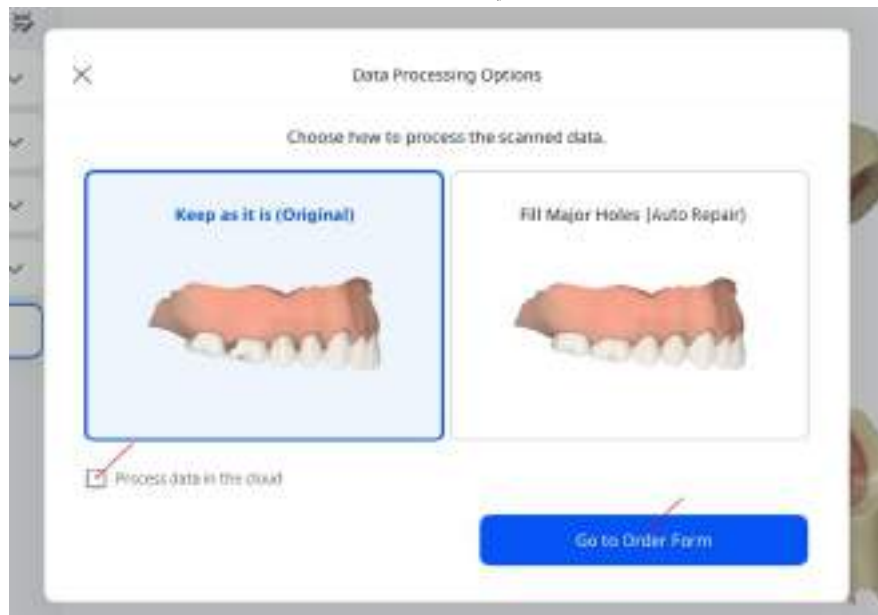 Data Processing Options
Choose how to process the scanned data.
Keep as it is (Original)
Fill Major Holes (Auto Repair)
Process data in the cloud
Go to Order Form